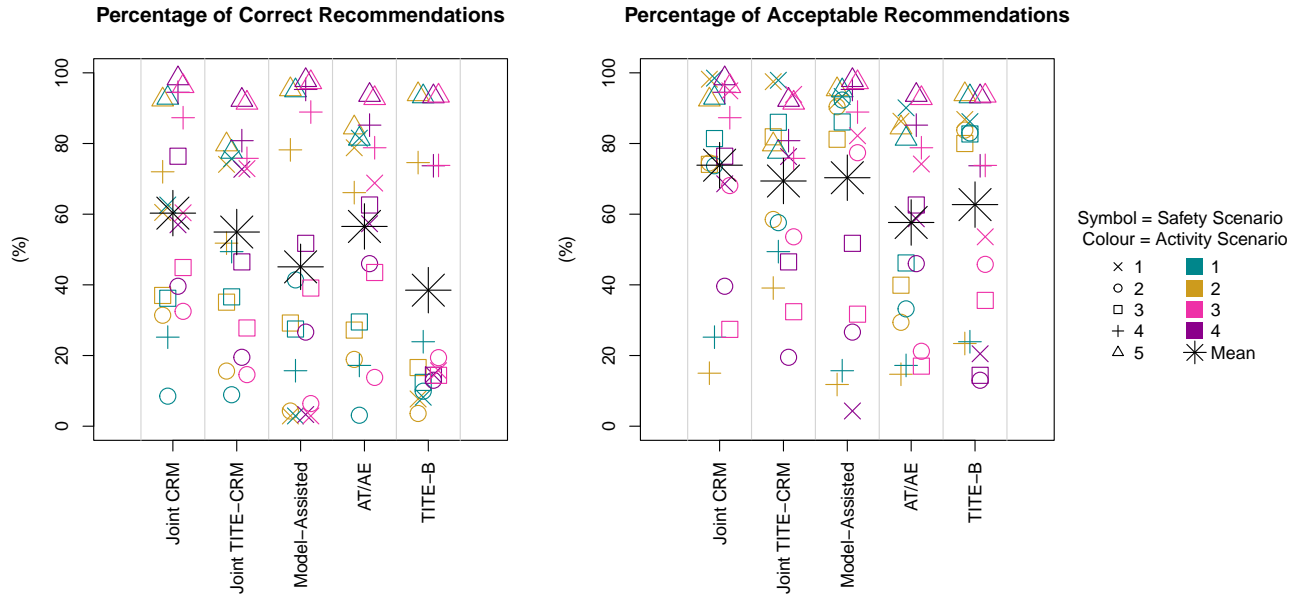 Percentage of Correct Recommendations
(%)
100
80
60
40
20
0
Joint CRM
Joint TITE−CRM
Model−Assisted
AT/AE
TITE−B
Percentage of Acceptable Recommendations
(%)
100
80
60
40
20
0
Joint CRM
Joint TITE−CRM
Model−Assisted
AT/AE
TITE−B
Symbol = Safety Scenario
Colour = Activity Scenario
1 1
2 2
3 3
4 4
5 Mean